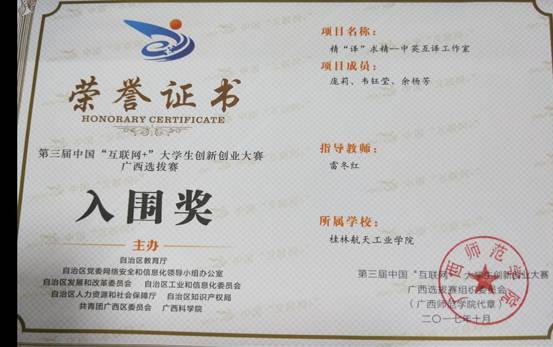 荣誉证书
HONORARY CERTIFICATE
第三届中国“互联网+”大学生创新创业大赛
广西选拔赛
入围奖
主办
自治区教育厅
自治区党委网络安全和信息化领导小组办公室
自治区发展和改革委员会 自治区工业和信息化委员会
自治区人力资源和社会保障厅 自治区知识产权局
共青团广西区委员会 广西科学院
项目名称：
精“译”求精—中英互译工作室
项目成员：
庞莉、韦钰莹、余杨芳
指导教师：
雷冬红
所属学校：
桂林航天工业学院
第三届中国“互联网+”大学生创新创业大赛
广西选拔赛组织委员会
（广西师范学院代章）
二〇一七年十月
广西师范学院